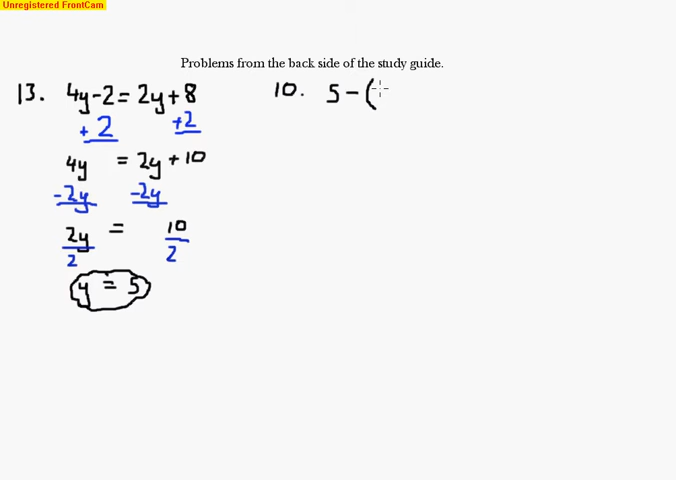 Unregistered FrontCam
Problems from the back side of the study guide.
13. 4y-2=2y+8
+2 +2
4y = 2y+10
-2y -2y
2y = 10
2 2
y = 5
10. 5-(